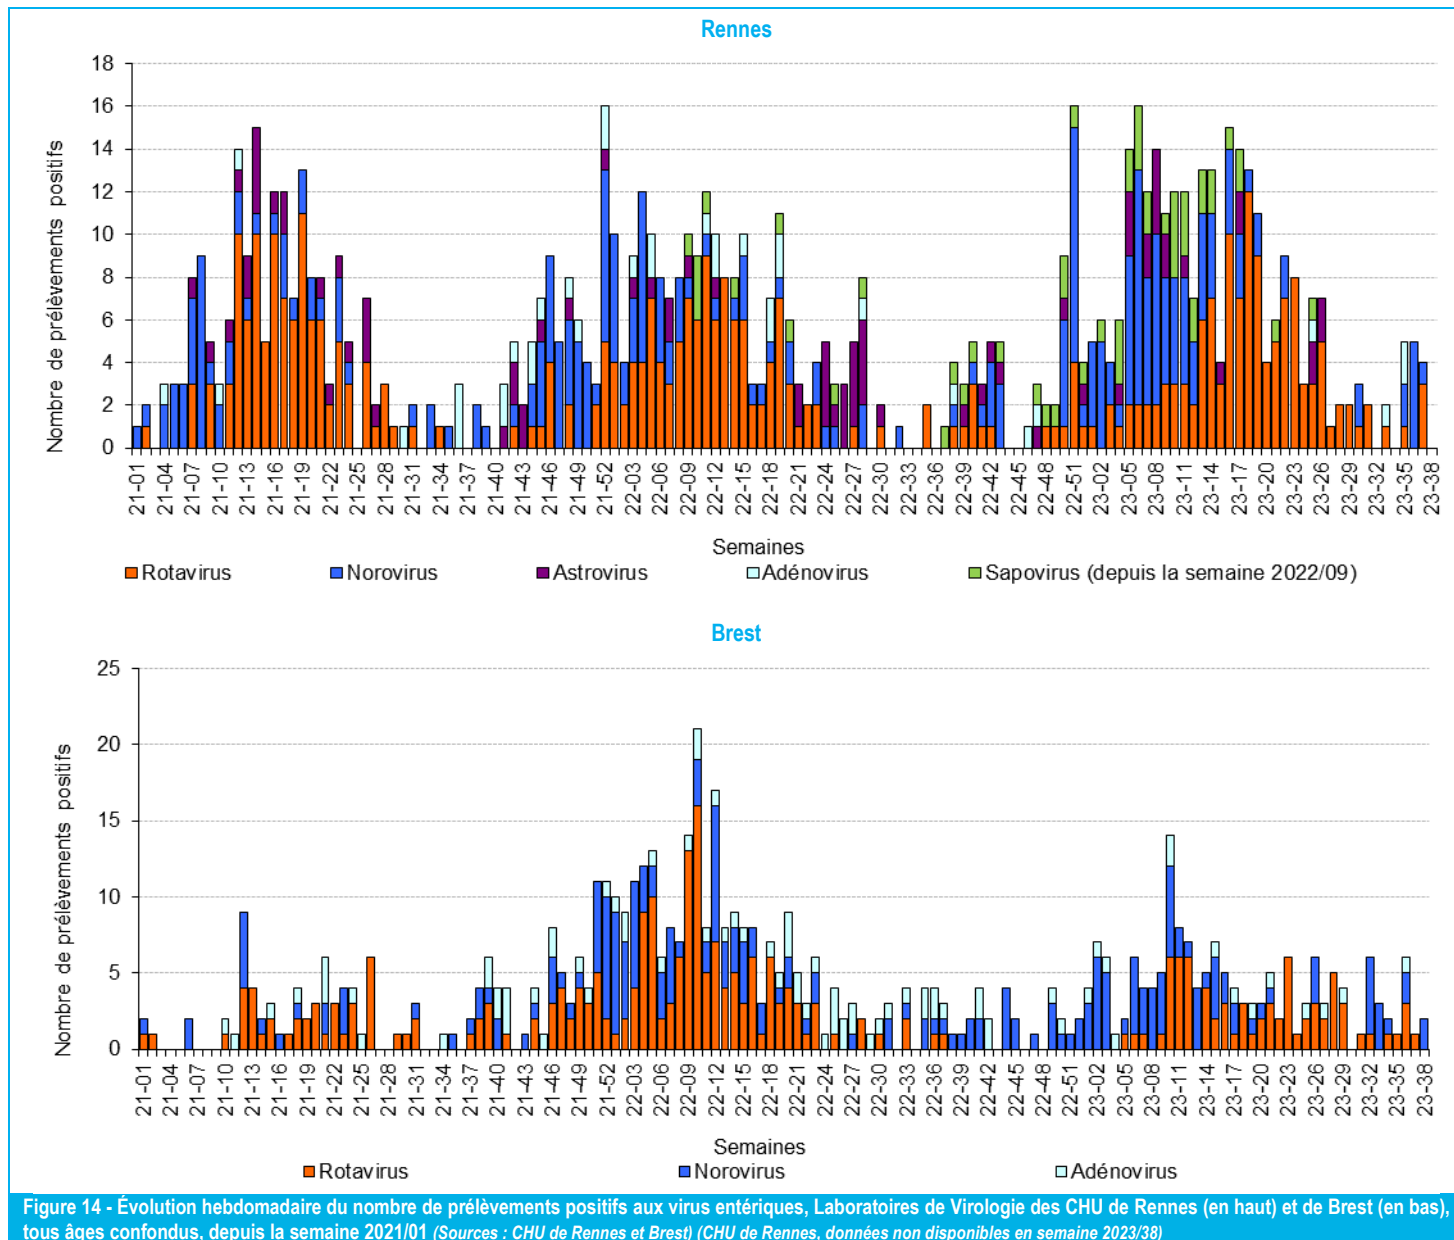 Rennes
Nombre de prélèvements positifs
18
16
14
12
10
8
6
4
2
0
21-01 21-04 21-07 21-10 21-13 21-16 21-19 21-22 21-25 21-28 21-31 21-34 21-37 21-40 21-43 21-46 21-49 21-52 22-03 22-06 22-09 22-12 22-15 22-18 22-21 22-24 22-27 22-30 22-33 22-36 22-39 22-42 22-45 22-48 22-51 23-02 23-05 23-08 23-11 23-14 23-17 23-20 23-23 23-26 23-29 23-32 23-35 23-38
Semaines
Rotavirus Norovirus Astrovirus Adénovirus Sapovirus (depuis la semaine 2022/09)
Brest
Nombre de prélèvements positifs
25
20
15
10
5
0
21-01 21-04 21-07 21-10 21-13 21-16 21-19 21-22 21-25 21-28 21-31 21-34 21-37 21-40 21-43 21-46 21-49 21-52 22-03 22-06 22-09 22-12 22-15 22-18 22-21 22-24 22-27 22-30 22-33 22-36 22-39 22-42 22-45 22-48 22-51 23-02 23-05 23-08 23-11 23-14 23-17 23-20 23-23 23-26 23-29 23-32 23-35 23-38
Semaines
Rotavirus Norovirus Adénovirus
Figure 14 - Évolution hebdomadaire du nombre de prélèvements positifs aux virus entériques, Laboratoires de Virologie des CHU de Rennes (en haut) et de Brest (en bas),
tous âges confondus, depuis la semaine 2021/01 (Sources : CHU de Rennes et Brest) (CHU de Rennes, données non disponibles en semaine 2023/38)